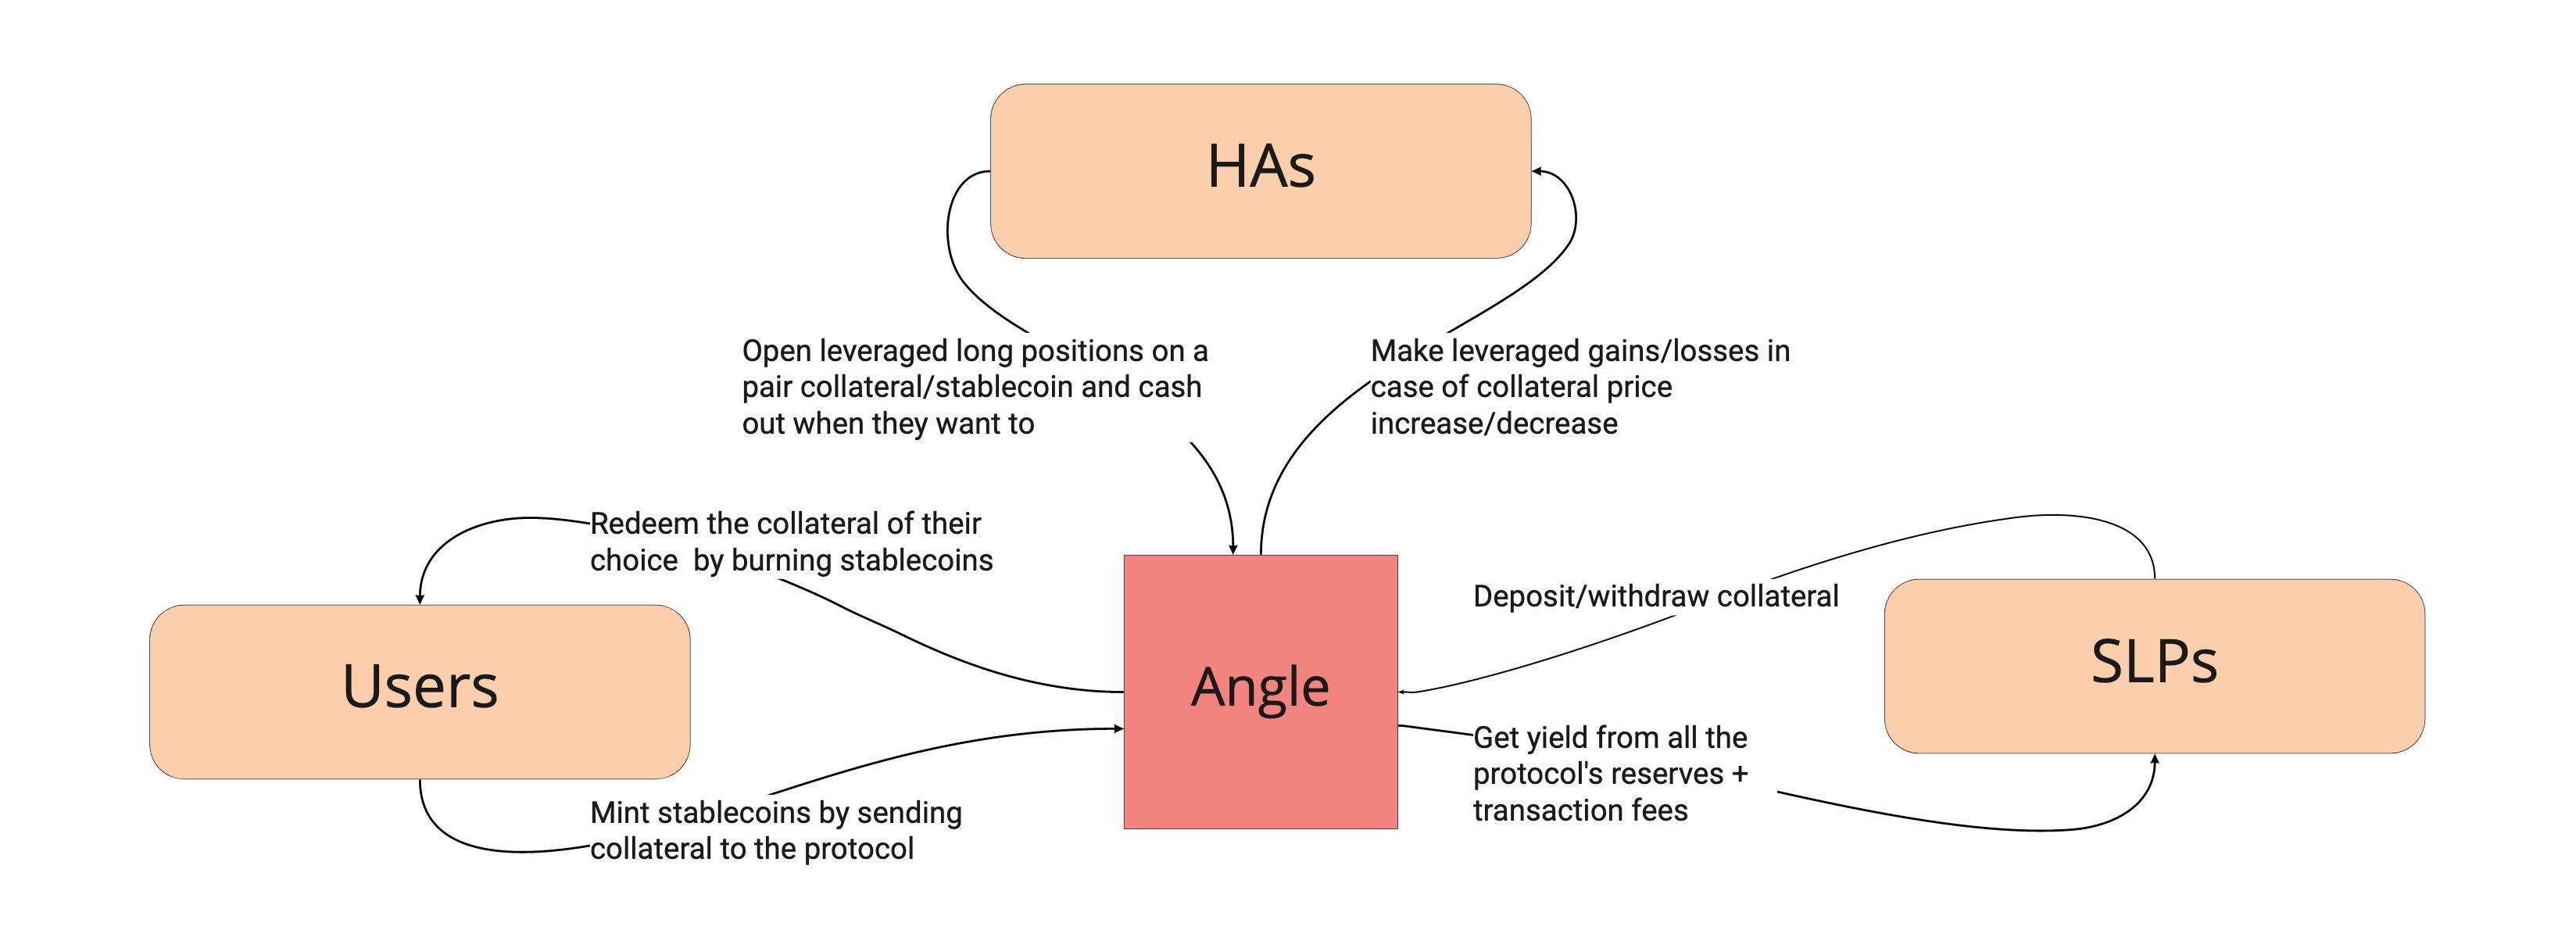 HAs
Open leveraged long positions on a
pair collateral/stablecoin and cash
out when they want to
Make leveraged gains/losses in
case of collateral price
increase/decrease
Redeem the collateral of their
choice  by burning stablecoins
Deposit/withdraw collateral
Users
Angle
SLPs
Get yield from all the
protocol's reserves +
transaction fees
Mint stablecoins by sending
collateral to the protocol